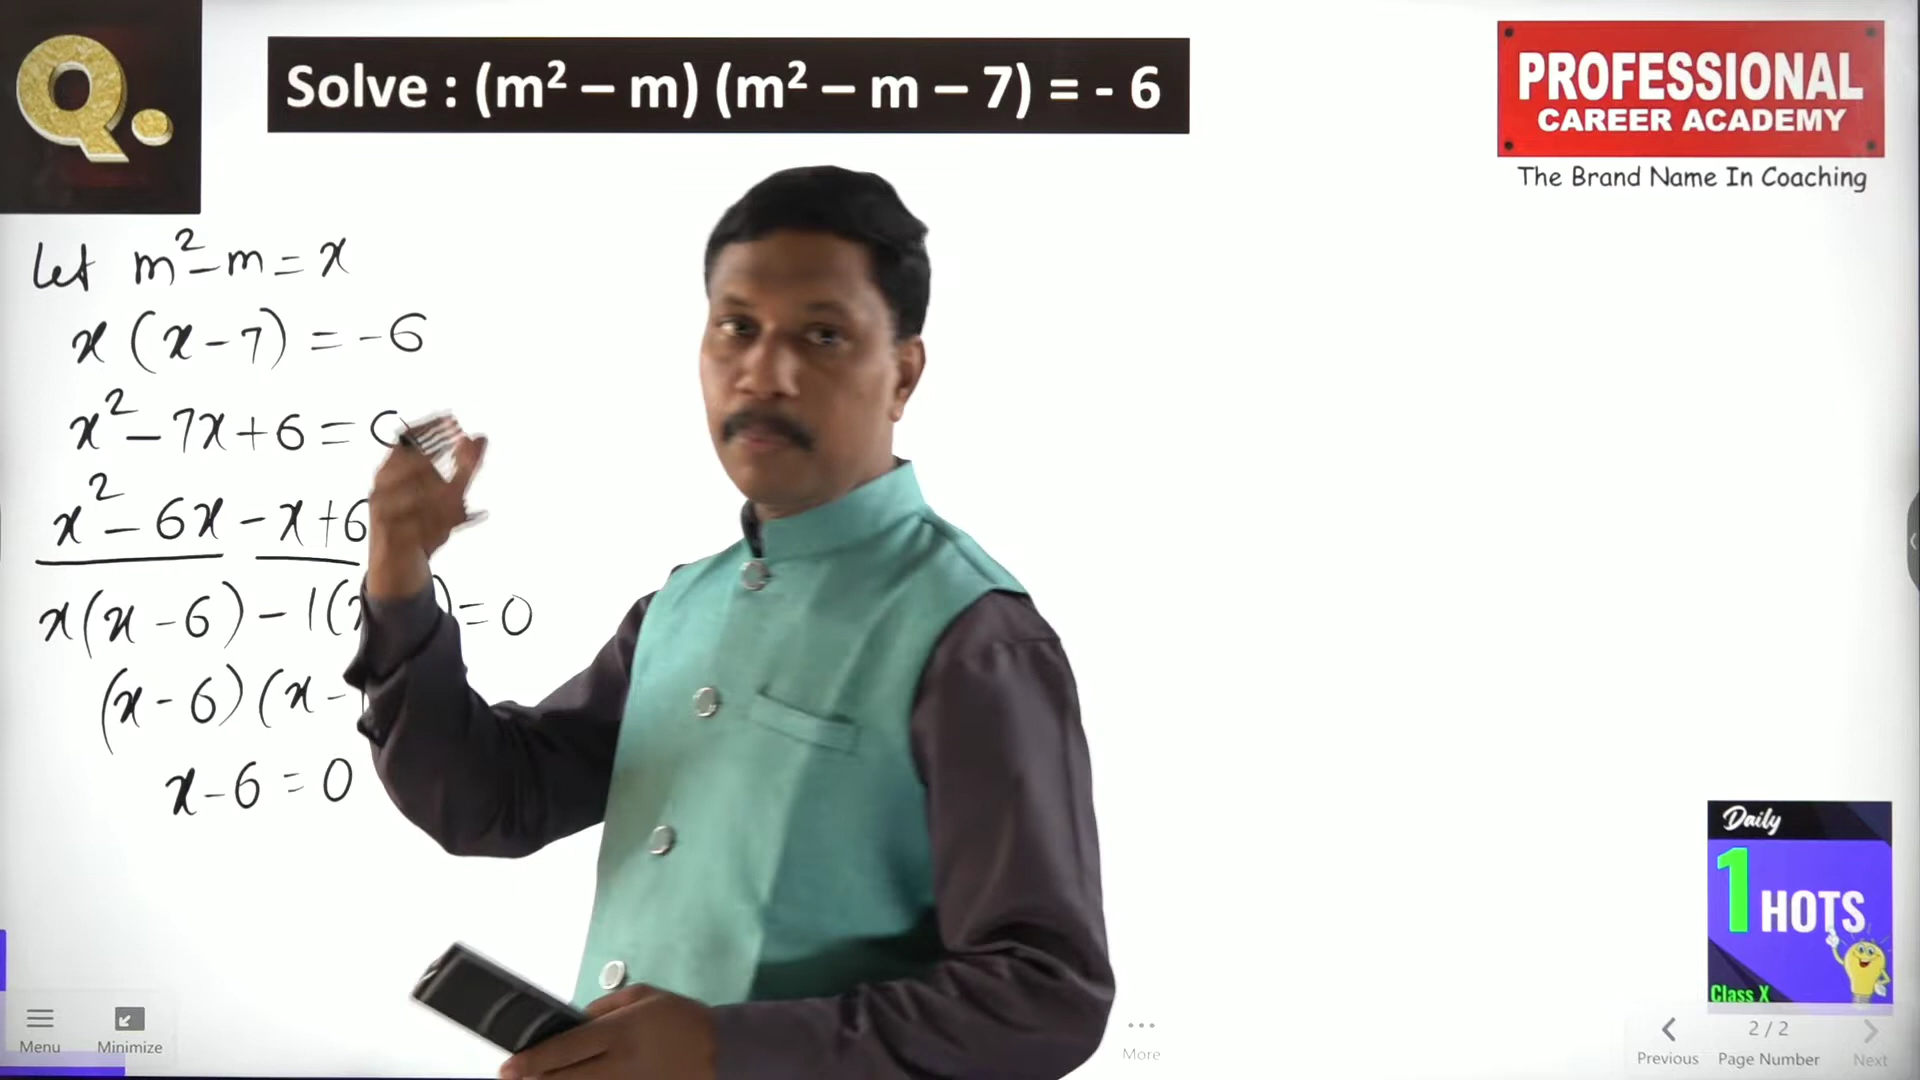 Q.
Solve : (m² – m) (m² – m – 7) = - 6
PROFESSIONAL
CAREER ACADEMY
The Brand Name In Coaching
Let m² – m = x
x (x – 7) = –6
x² – 7x + 6 = 0
x² – 6x – x + 6
x(x – 6) – 1( ) = 0
(x – 6) (x –
x – 6 = 0
Daily
1 HOTS
Class X
Menu
Minimize
More
Previous
2 / 2
Page Number
Next